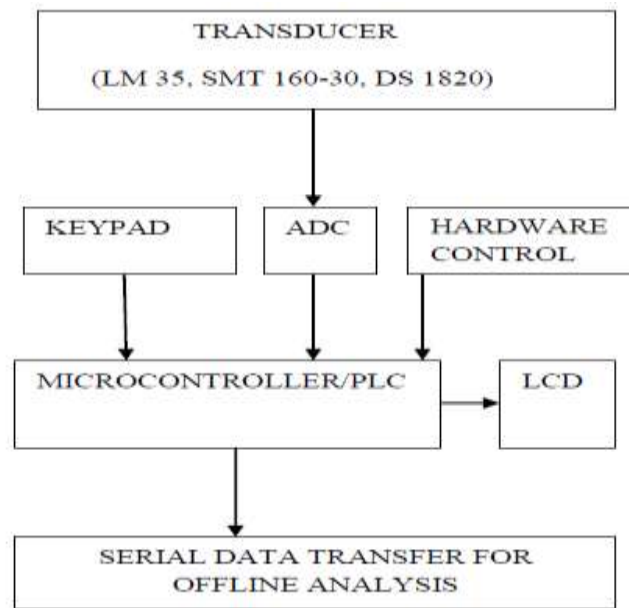 TRANSDUCER
(LM 35, SMT 160-30, DS 1820)
KEYPAD
ADC
HARDWARE
CONTROL
MICROCONTROLLER/PLC
LCD
SERIAL DATA TRANSFER FOR
OFFLINE ANALYSIS